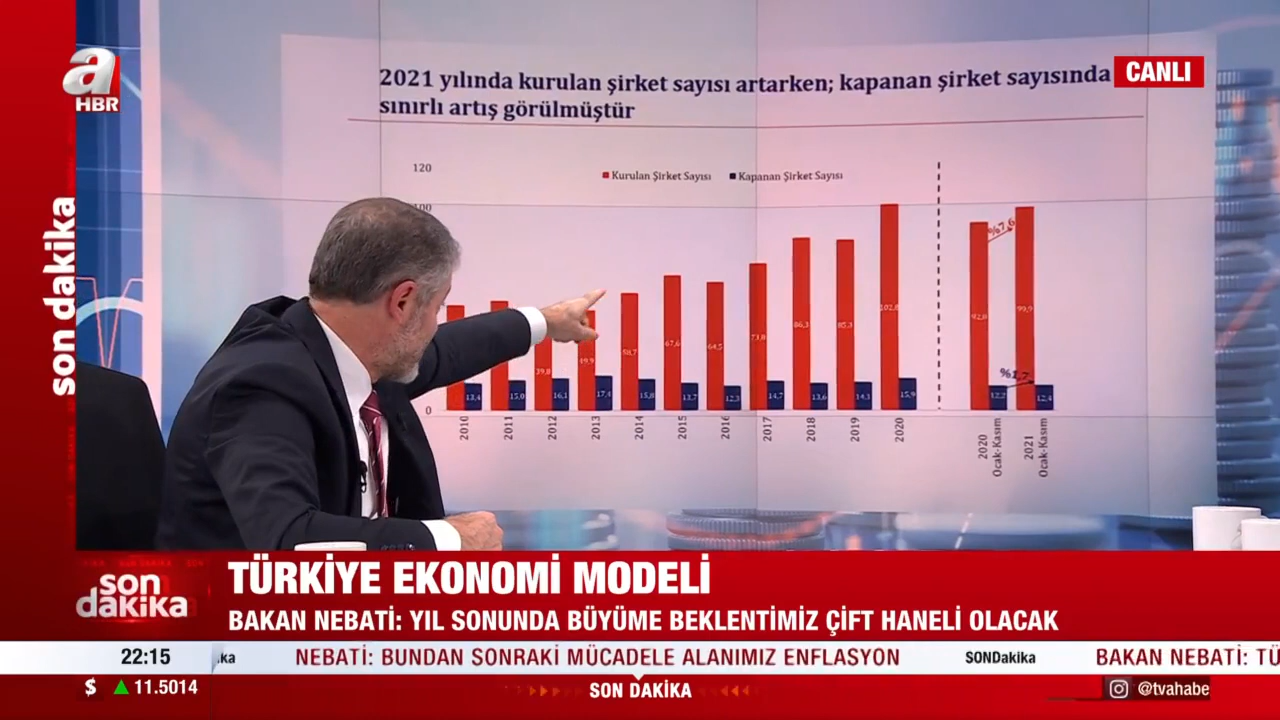 a
HBR
CANLI
son dakika
2021 yılında kurulan şirket sayısı artarken; kapanan şirket sayısında
sınırlı artış görülmüştür
120
Kurulan Şirket Sayısı
Kapanan Şirket Sayısı
100
0
49,9
58,7
67,6
64,5
73,0
86,3
85,3
102,8
92,8
99,9
%7,6
%1,7
39,0
13,4
15,0
16,1
17,4
15,8
13,7
12,3
14,7
13,6
14,3
15,9
12,2
12,4
2010
2011
2012
2013
2014
2015
2016
2017
2018
2019
2020
2020
Ocak-Kasım
2021
Ocak-Kasım
son
dakika
TÜRKİYE EKONOMİ MODELİ
BAKAN NEBATİ: YIL SONUNDA BÜYÜME BEKLENTİMİZ ÇİFT HANELİ OLACAK
22:15
ika NEBATİ: BUNDAN SONRAKİ MÜCADELE ALANIMIZ ENFLASYON SONDakika BAKAN NEBATİ: TÜ
$ 11.5014
SON DAKİKA
@tvahabe